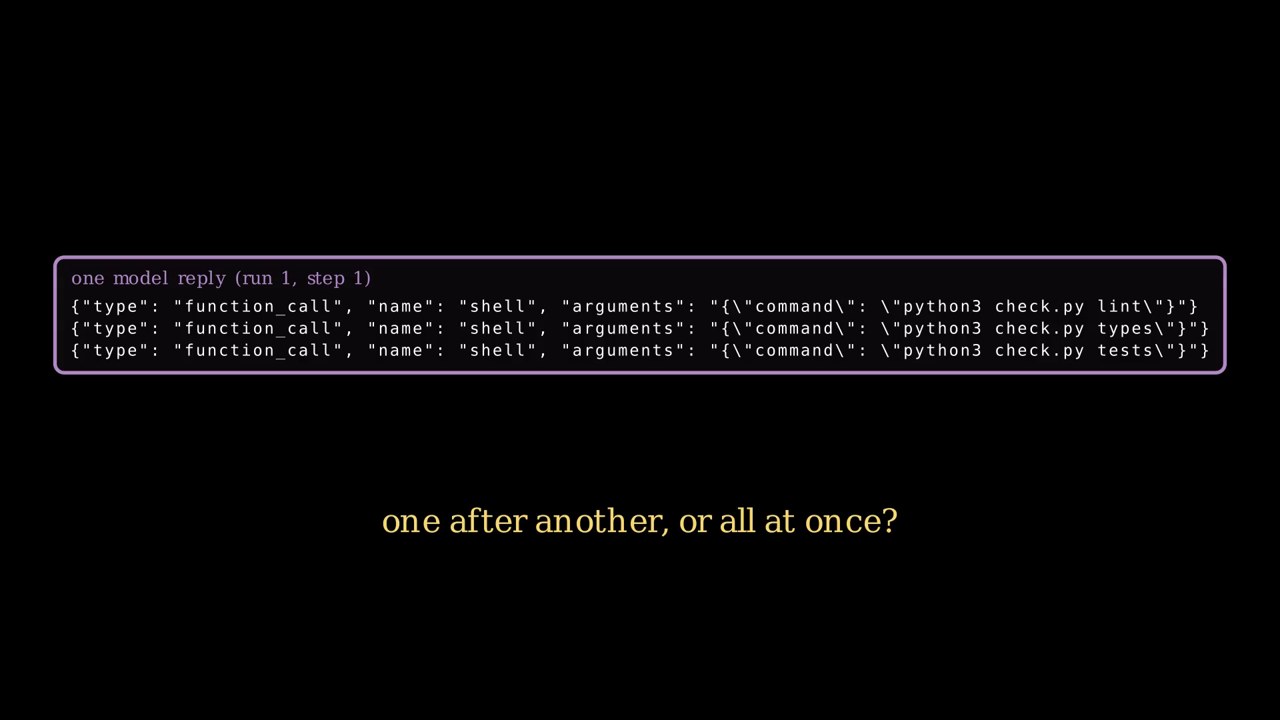 one model reply (run 1, step 1)
{"type": "function_call", "name": "shell", "arguments": "{\"command\": \"python3 check.py lint\"}"}
{"type": "function_call", "name": "shell", "arguments": "{\"command\": \"python3 check.py types\"}"}
{"type": "function_call", "name": "shell", "arguments": "{\"command\": \"python3 check.py tests\"}"}
one after another, or all at once?